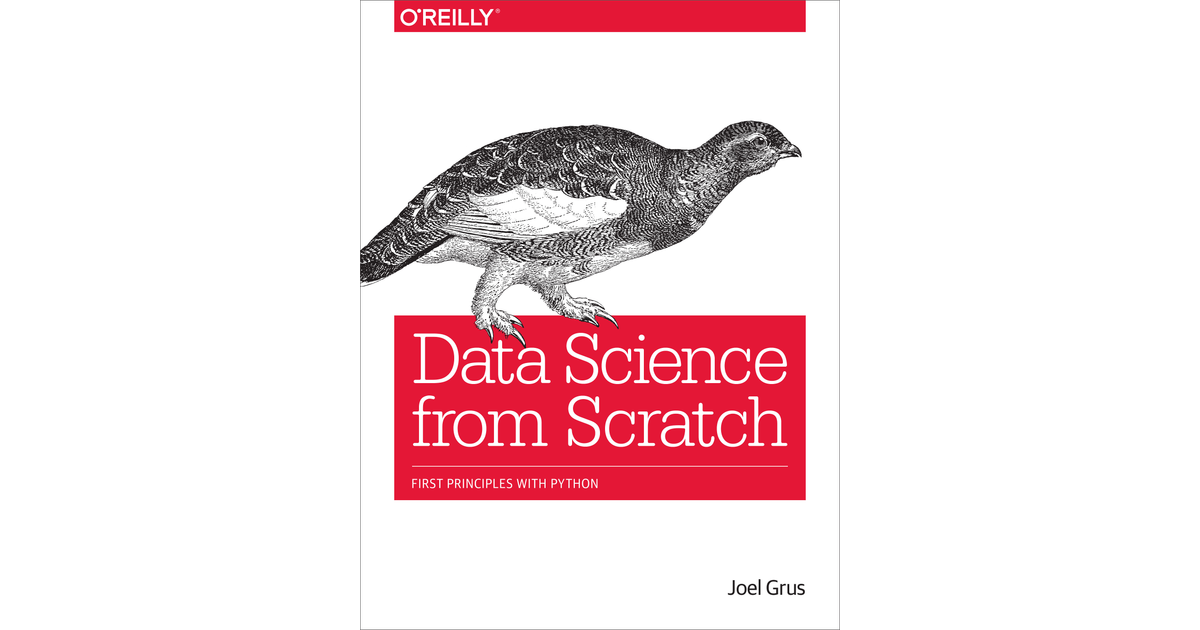 O'REILLY®
Data Science
from Scratch
FIRST PRINCIPLES WITH PYTHON
Joel Grus